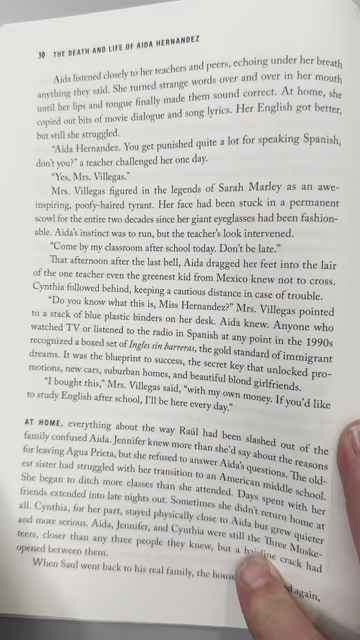 30 THE DEATH AND LIFE OF AIDA HERNANDEZ
Aida listened closely to her teachers and peers, echoing under her breath
anything they said. She turned strange words over and over in her mouth
until her lips and tongue finally made them sound correct. At home, she
copied out bits of movie dialogue and song lyrics. Her English got better,
but still she struggled.
"Aida Hernandez. You get punished quite a lot for speaking Spanish,
don't you?" a teacher challenged her one day.
"Yes, Mrs. Villegas."
Mrs. Villegas figured in the legends of Sarah Marley as an awe-
inspiring, poofy-haired tyrant. Her face had been stuck in a permanent
scowl for the entire two decades since her giant eyeglasses had been fashion-
able. Aida's instinct was to run, but the teacher's look intervened.
"Come by my classroom after school today. Don't be late."
That afternoon after the last bell, Aida dragged her feet into the lair
of the one teacher even the greenest kid from Mexico knew not to cross.
Cynthia followed behind, keeping a cautious distance in case of trouble.
"Do you know what this is, Miss Hernandez?" Mrs. Villegas pointed
to a stack of blue plastic binders on her desk. Aida knew. Anyone who
watched TV or listened to the radio in Spanish at any point in the 1990s
recognized a boxed set of Ingles sin barreras, the gold standard of immigrant
dreams. It was the blueprint to success, the secret key that unlocked pro-
motions, new cars, suburban homes, and beautiful blond girlfriends.
"I bought this," Mrs. Villegas said, "with my own money. If you'd like
to study English after school, I'll be here every day."
AT HOME, everything about the way Raúl had been slashed out of the
family confused Aida. Jennifer knew more than she'd say about the reasons
for leaving Agua Prieta, but she refused to answer Aida's questions. The old-
est sister had struggled with her transition to an American middle school.
She began to ditch more classes than she attended. Days spent with her
friends extended into late nights out. Sometimes she didn't return home at
all. Cynthia, for her part, stayed physically close to Aida but grew quieter
and more serious. Aida, Jennifer, and Cynthia were still the Three Muske-
teers, closer than any three people they knew, but a hairline crack had
opened between them.
When Saul went back to his real family, the house again,